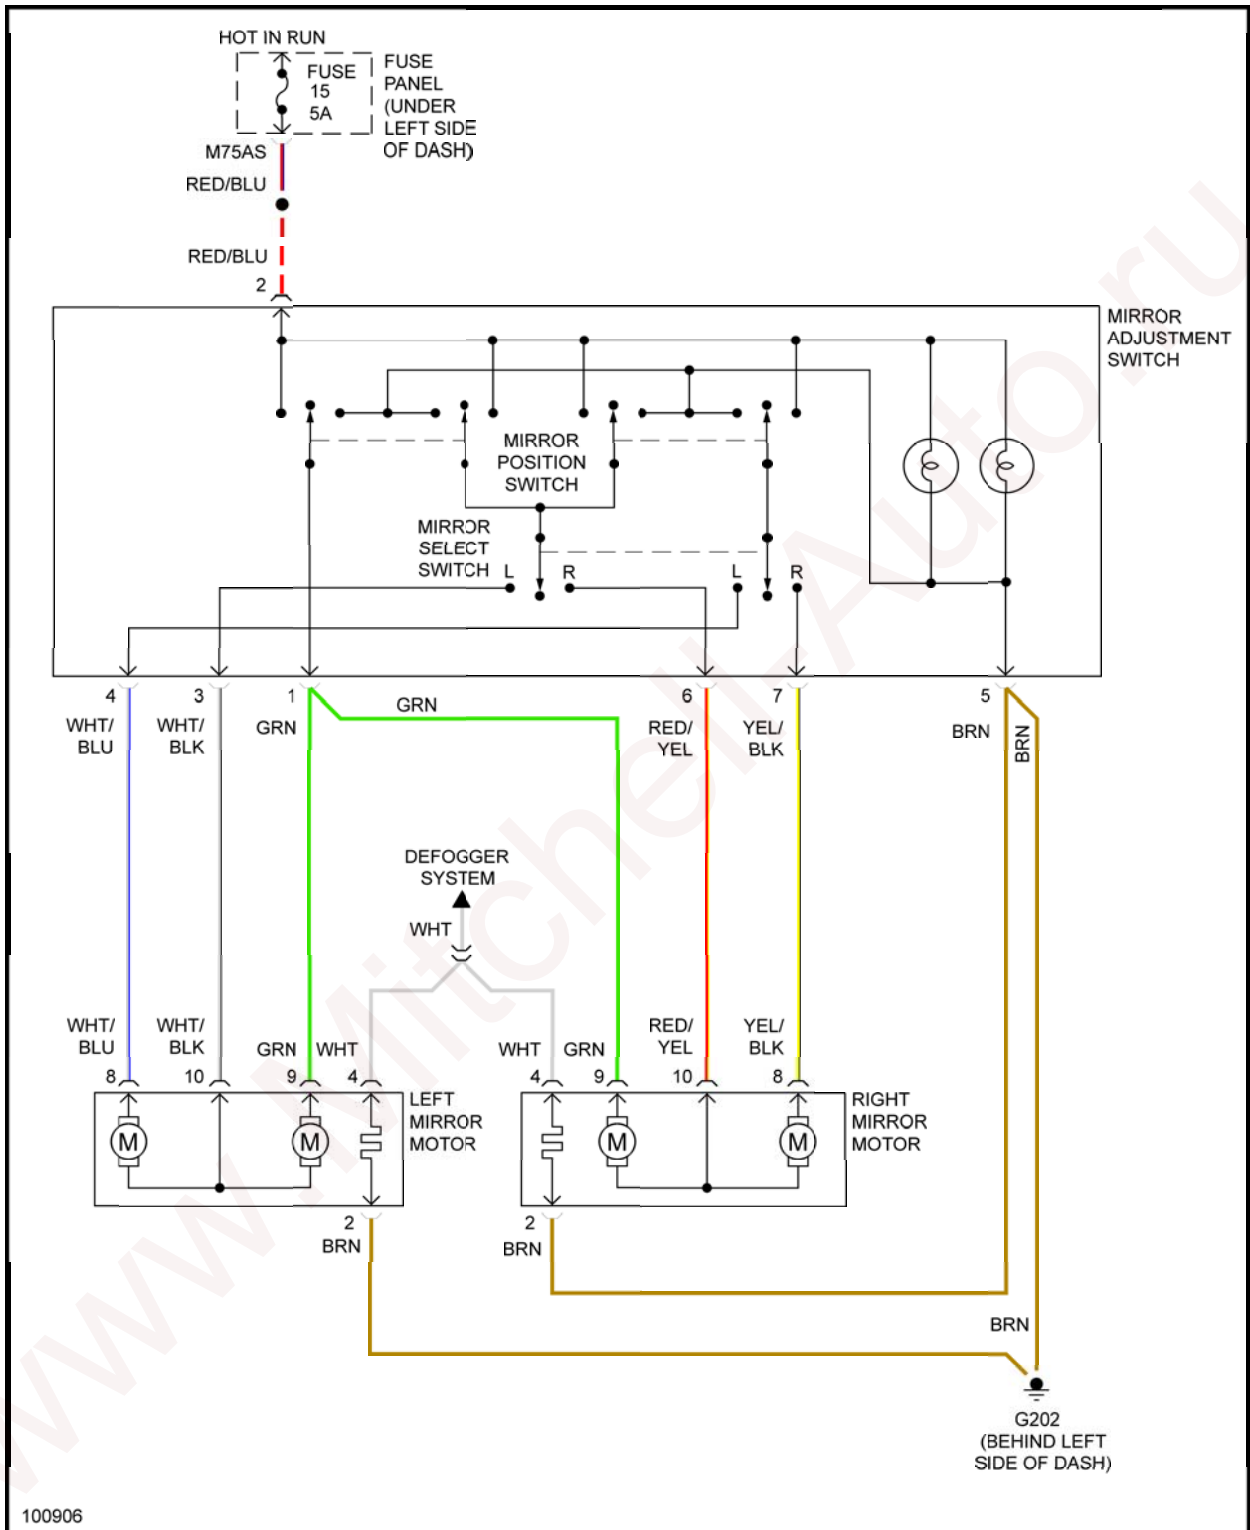 HOT IN RUN
FUSE
15
5A
FUSE
PANEL
(UNDER
LEFT SIDE
OF DASH)
M75AS
RED/BLU
RED/BLU
2
MIRROR
ADJUSTMENT
SWITCH
MIRROR
POSITION
SWITCH
MIRROR
SELECT
SWITCH
L
R
L
R
4
3
1
6
7
5
WHT/
BLU
WHT/
BLK
GRN
GRN
RED/
YEL
YEL/
BLK
BRN
BRN
DEFOGGER
SYSTEM
WHT
WHT/
BLU
WHT/
BLK
GRN
WHT
WHT
GRN
RED/
YEL
YEL/
BLK
8
10
9
4
4
9
10
8
LEFT
MIRROR
MOTOR
RIGHT
MIRROR
MOTOR
M
M
M
M
2
BRN
2
BRN
BRN
G202
(BEHIND LEFT
SIDE OF DASH)
100906
www.Mitchell-Auto.ru